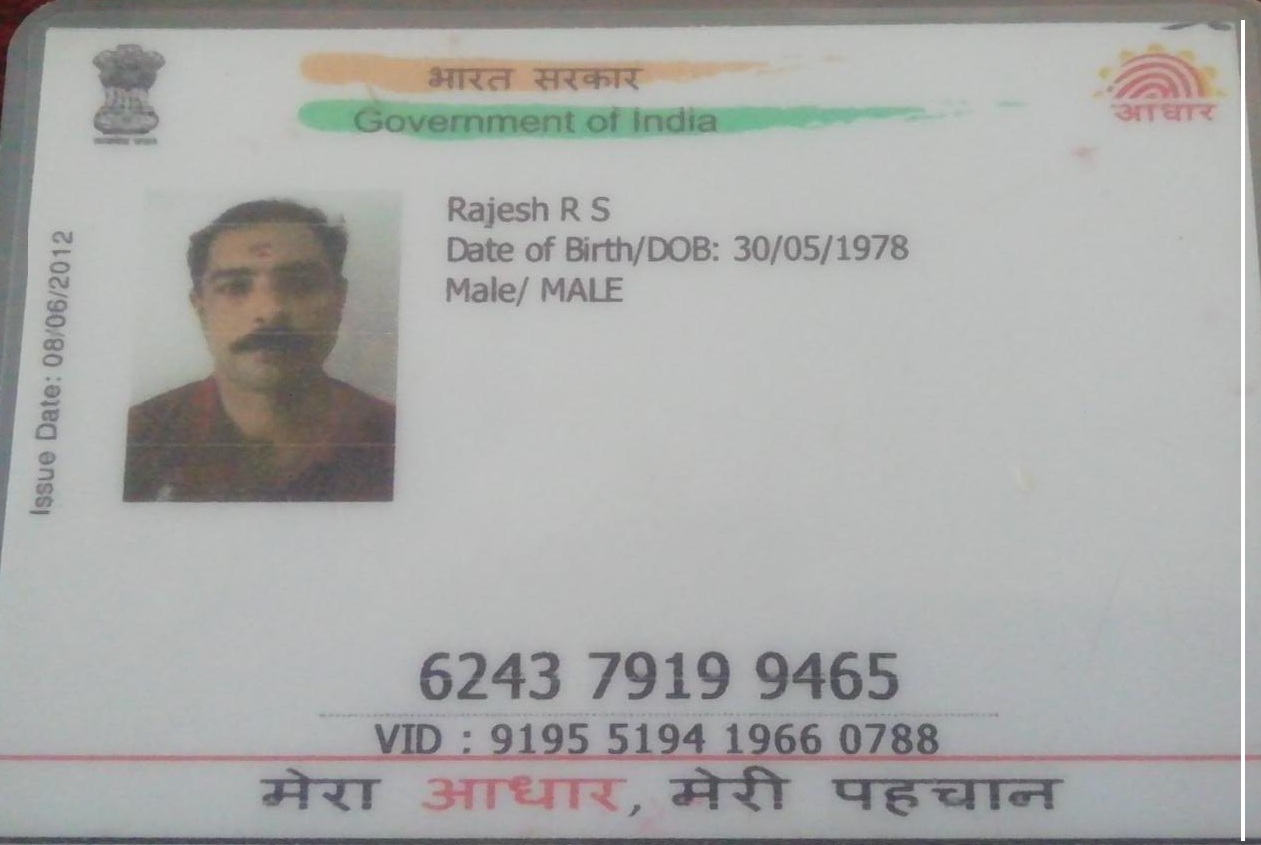 भारत सरकार
Government of India
आधार
Rajesh R S
Date of Birth/DOB: 30/05/1978
Male/ MALE
Issue Date: 08/06/2012
6243 7919 9465
VID : 9195 5194 1966 0788
मेरा आधार, मेरी पहचान